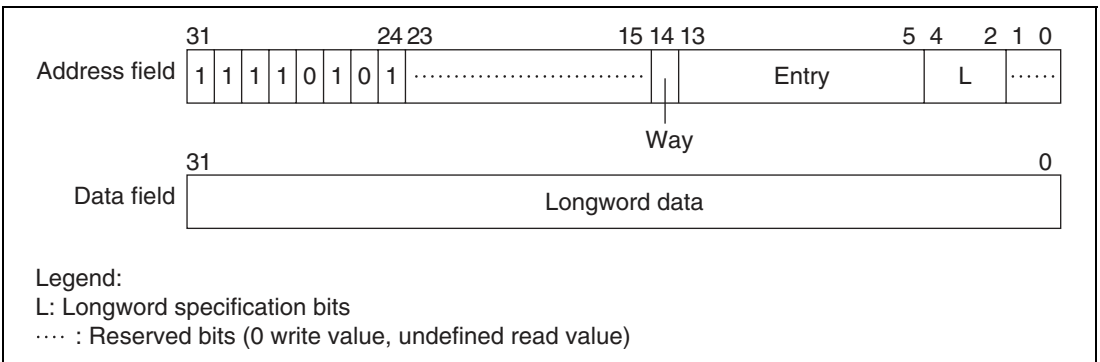 31 24 23 15 14 13 5 4 2 1 0
Address field 1 1 1 1 0 1 0 1 Entry L
Way
31 0
Data field Longword data
Legend:
L: Longword specification bits
···· : Reserved bits (0 write value, undefined read value)